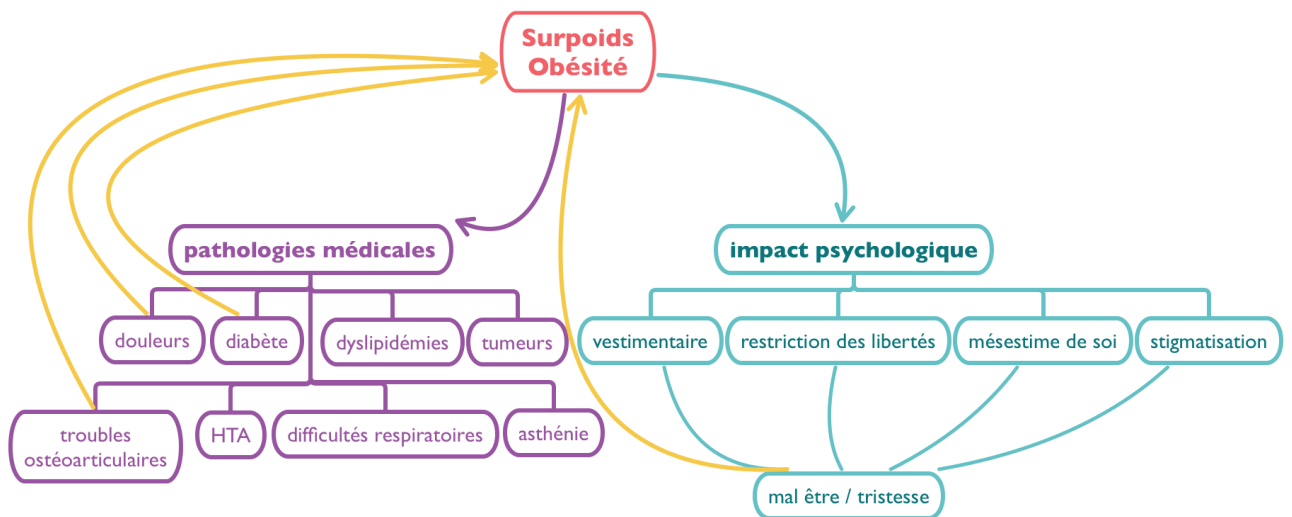 Surpoids
Obésité
pathologies médicales
impact psychologique
douleurs
diabète
dyslipidémies
tumeurs
vestimentaire
restriction des libertés
mésestime de soi
stigmatisation
troubles
ostéoarticulaires
HTA
difficultés respiratoires
asthénie
mal être / tristesse